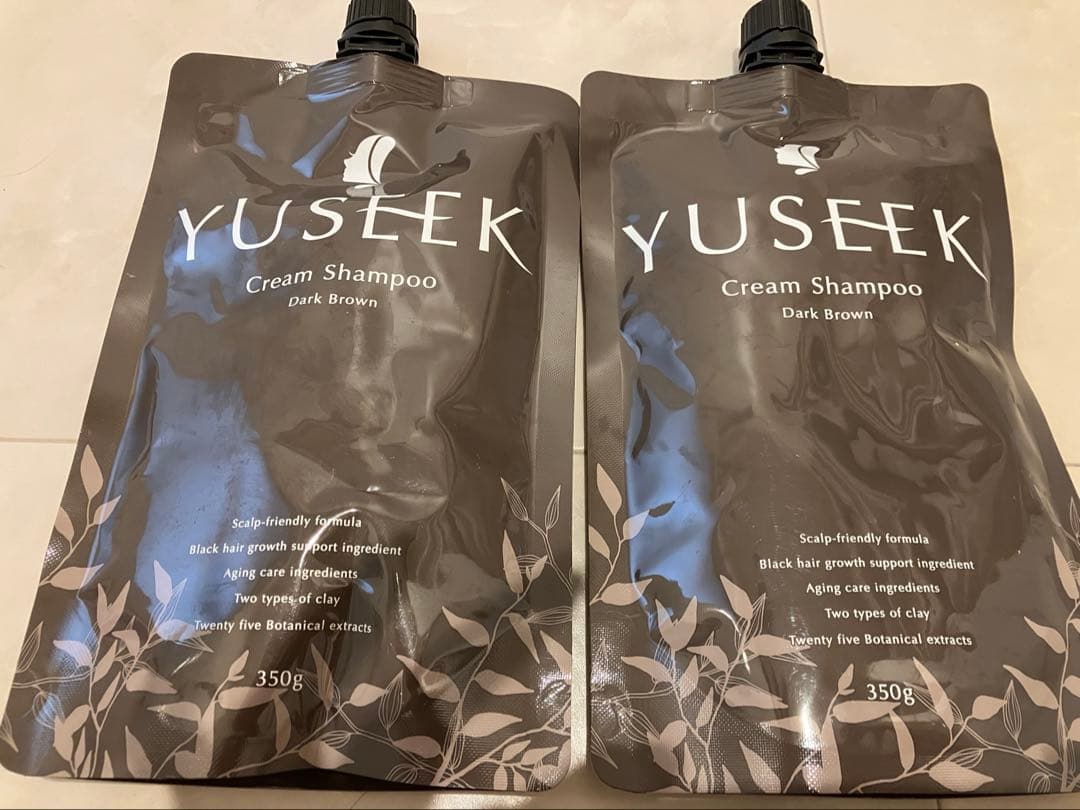 YUSEEK
Cream Shampoo
Dark Brown
Scalp-friendly formula
Black hair growth support ingredient
Aging care ingredients
Two types of clay
Twenty five Botanical extracts
350g
YUSEEK
Cream Shampoo
Dark Brown
Scalp-friendly formula
Black hair growth support ingredient
Aging care ingredients
Two types of clay
Twenty five Botanical extracts
350g